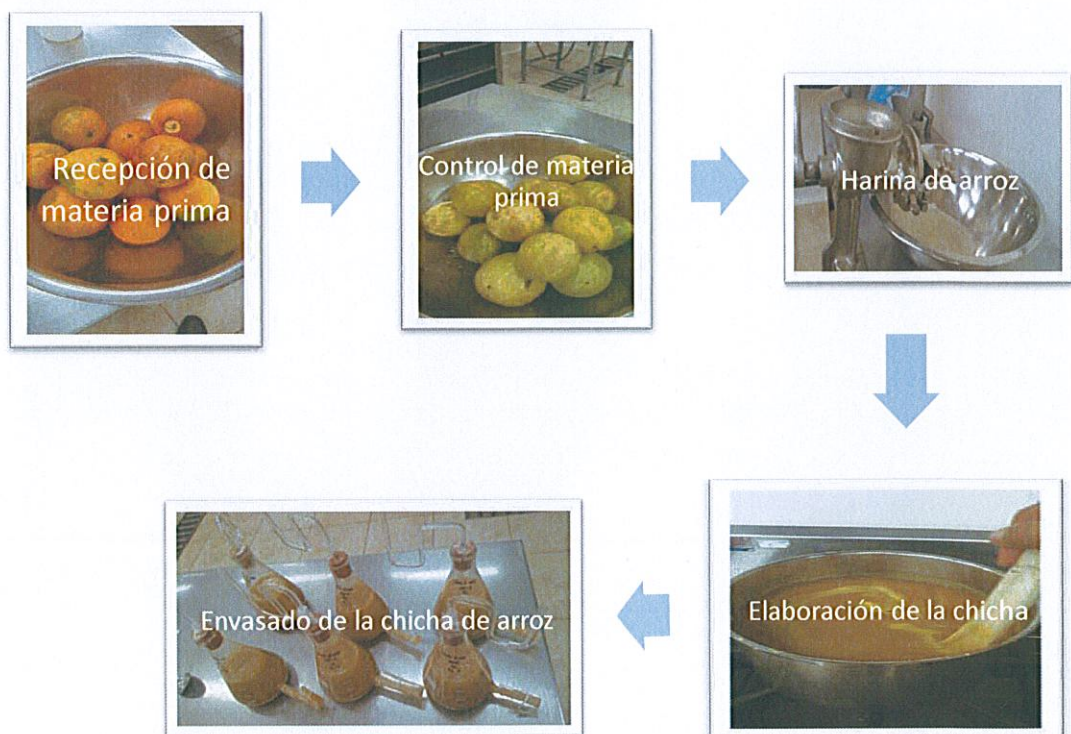 Recepción de
materia prima
Control de materia
prima
Harina de arroz
Elaboración de la chicha
Envasado de la chicha de arroz